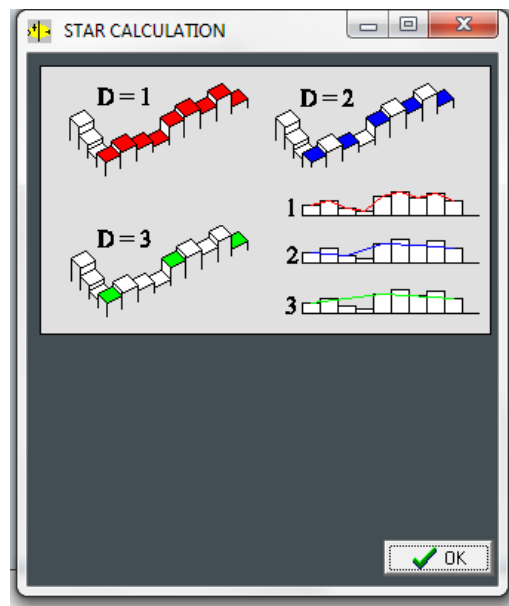 STAR CALCULATION
D = 1
D = 2
D = 3
1
2
3
OK